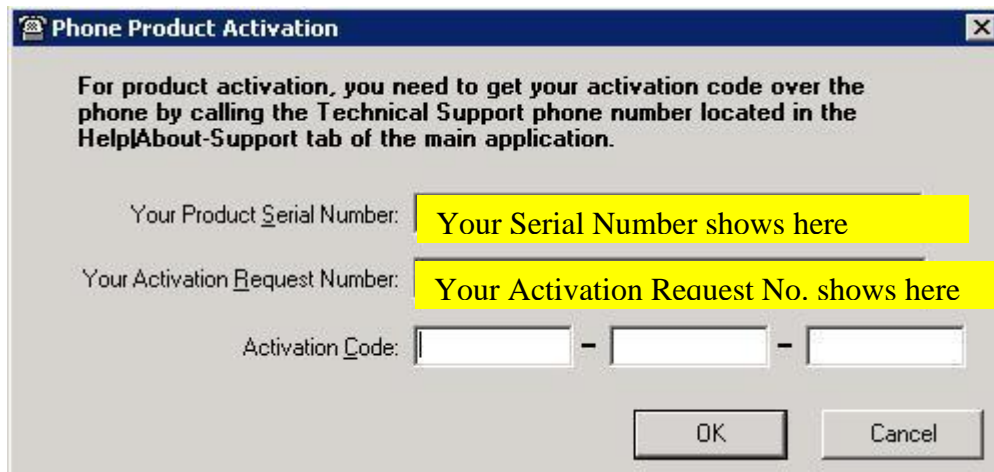 Phone Product Activation
For product activation, you need to get your activation code over the
phone by calling the Technical Support phone number located in the
Help|About-Support tab of the main application.
Your Product Serial Number: Your Serial Number shows here
Your Activation Request Number: Your Activation Request No. shows here
Activation Code: - -
OK Cancel